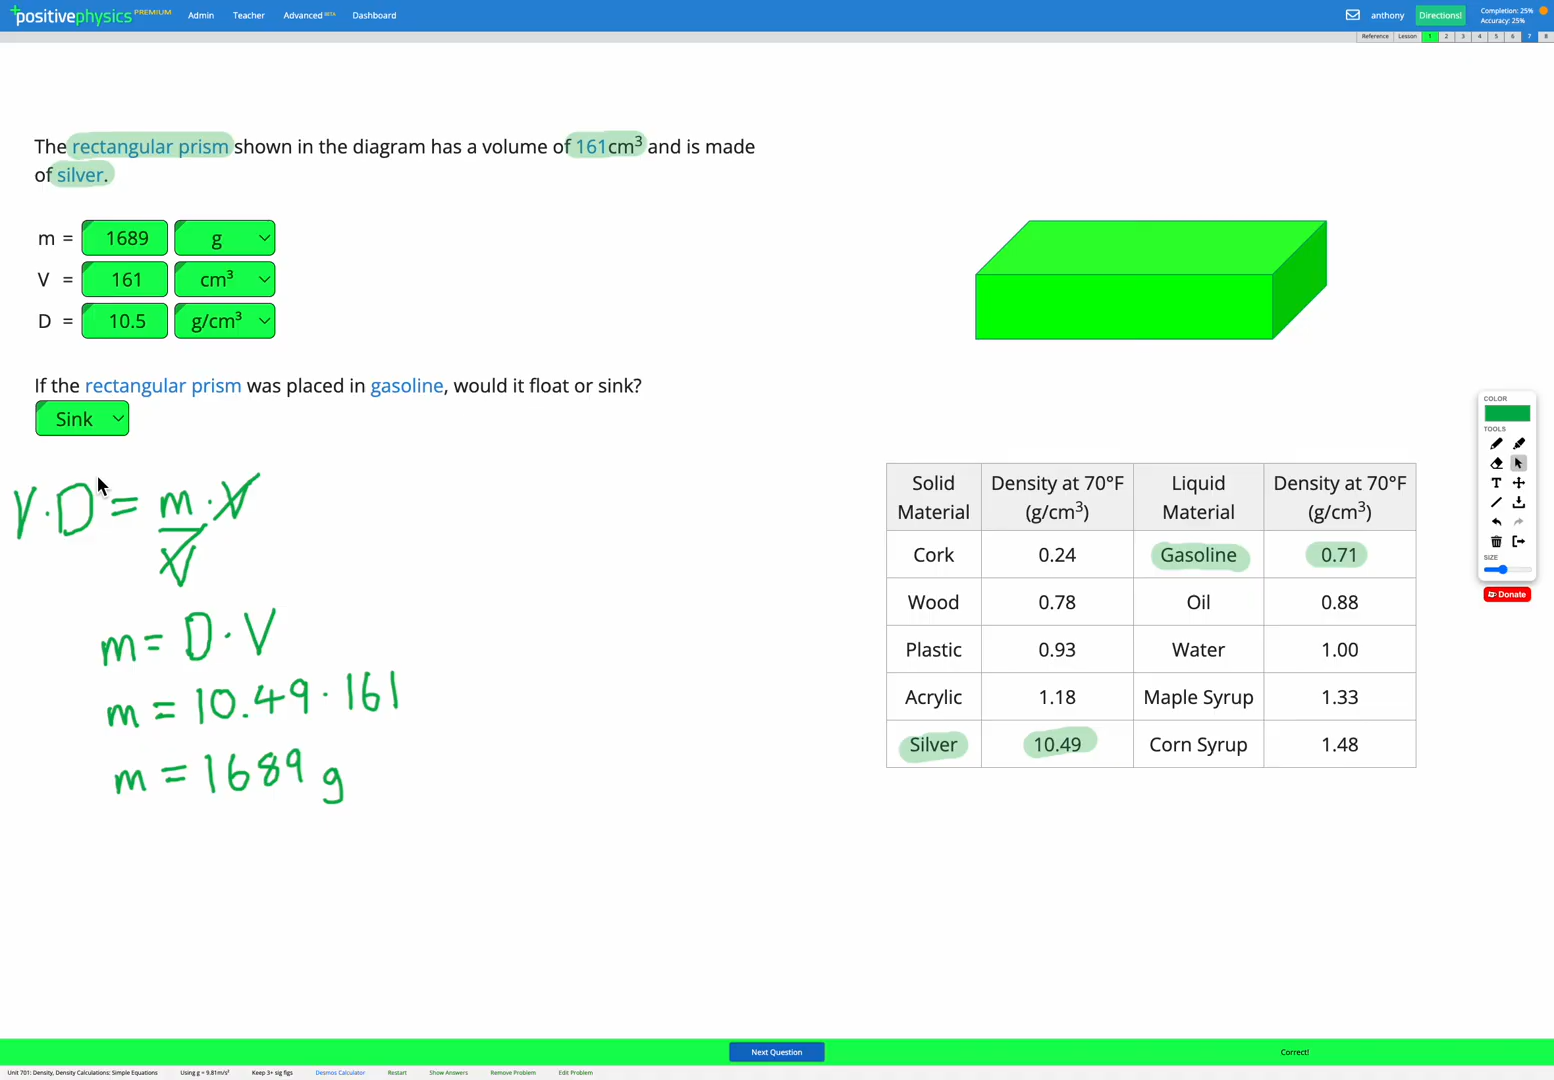 +positivephysics PREMIUM Admin Teacher Advanced BETA Dashboard anthony Directions! Completion: 25%
Accuracy: 25%
Reference Lesson 1 2 3 4 5 6 7 8
The rectangular prism shown in the diagram has a volume of 161cm³ and is made
of silver.
m = 1689 g
V = 161 cm³
D = 10.5 g/cm³
If the rectangular prism was placed in gasoline, would it float or sink?
Sink
V · D = m · V
V
m = D · V
m = 10.49 · 161
m = 1689 g
Solid Material Density at 70°F (g/cm³) Liquid Material Density at 70°F (g/cm³)
Cork 0.24 Gasoline 0.71
Wood 0.78 Oil 0.88
Plastic 0.93 Water 1.00
Acrylic 1.18 Maple Syrup 1.33
Silver 10.49 Corn Syrup 1.48
COLOR
TOOLS
T
SIZE
Donate
Next Question Correct!
Unit 701: Density, Density Calculations: Simple Equations Using g = 9.81m/s² Keep 3+ sig figs Desmos Calculator Restart Show Answers Remove Problem Edit Problem